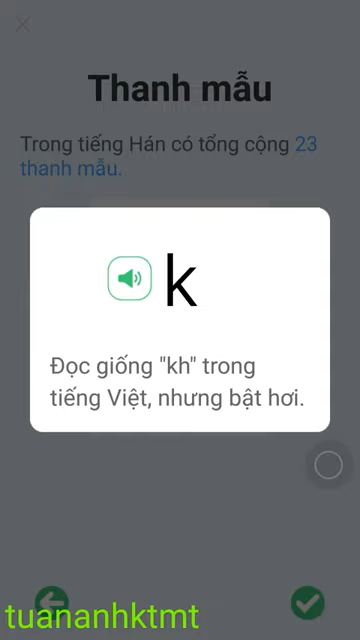 Thanh mẫu
Trong tiếng Hán có tổng cộng 23
thanh mẫu.
k
Đọc giống "kh" trong
tiếng Việt, nhưng bật hơi.
tuananhktmt